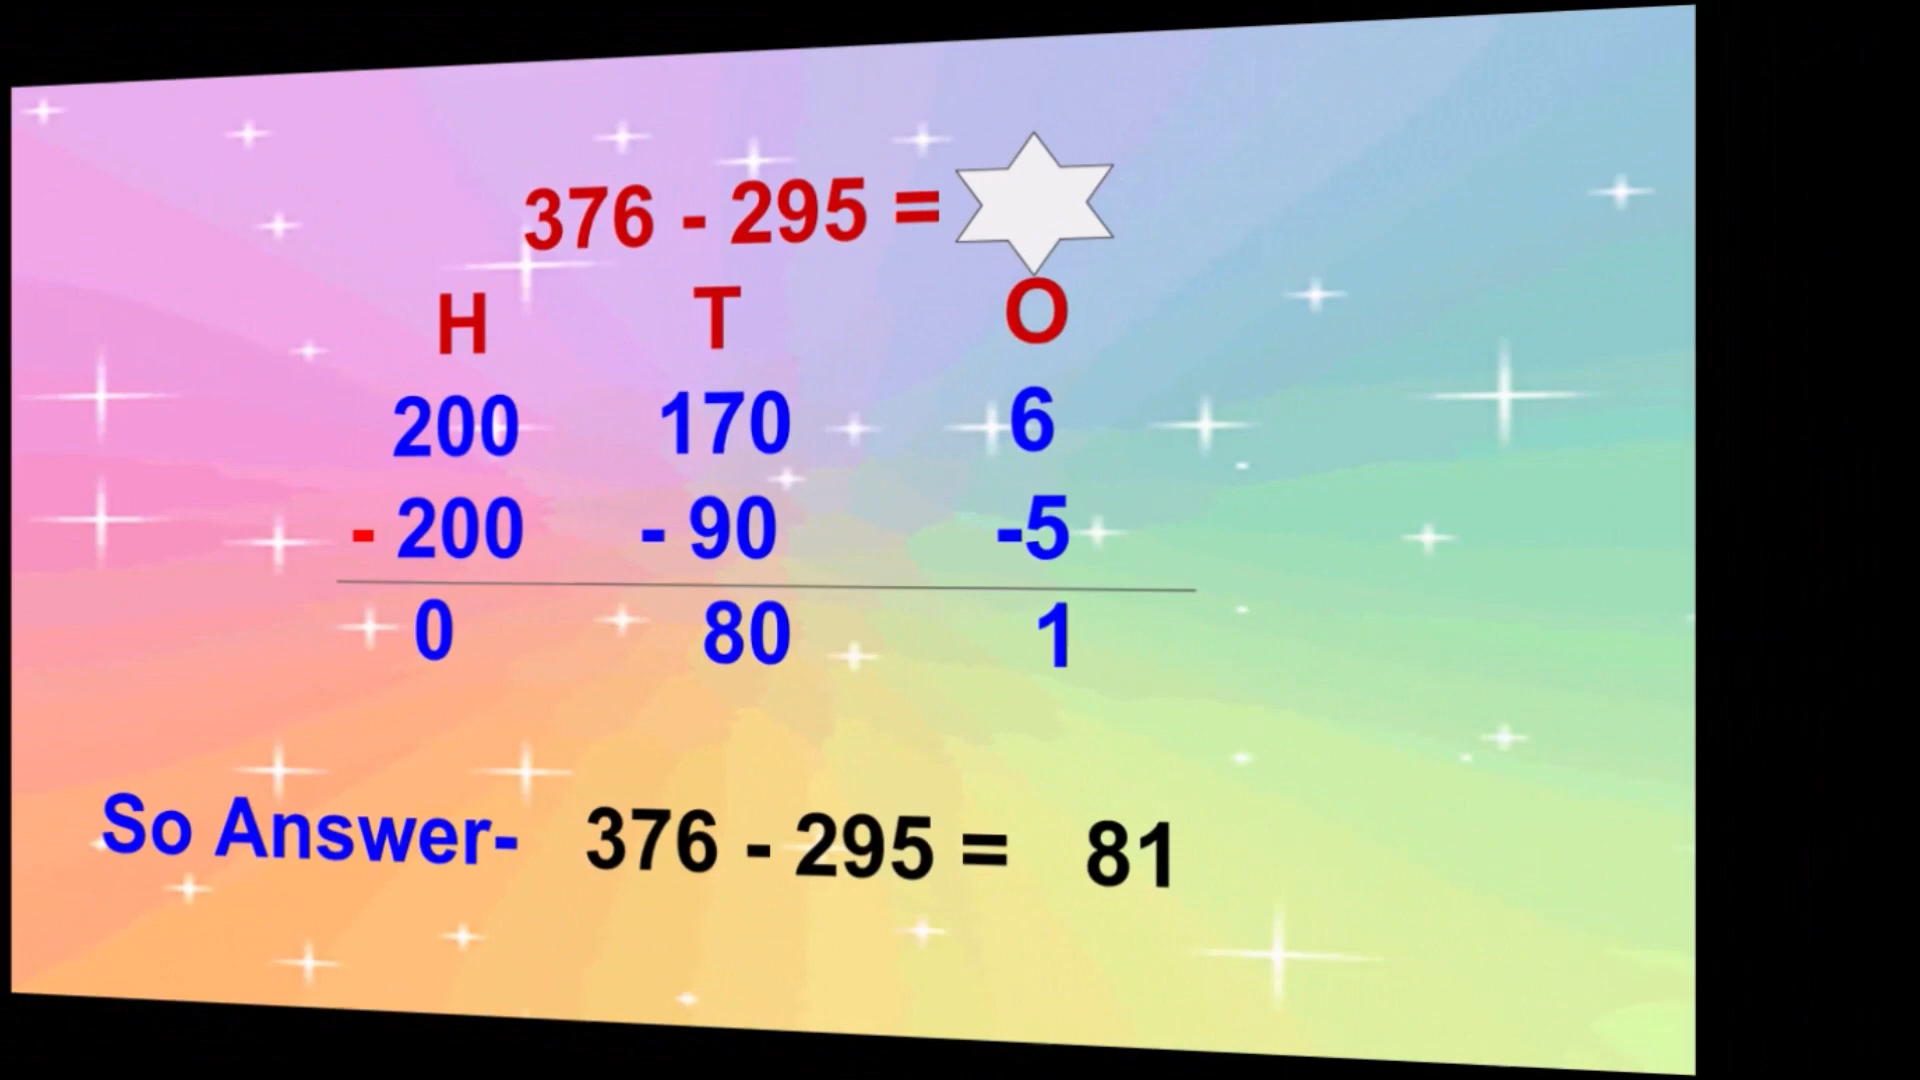 376 - 295 =
H T O
200 170 6
- 200 - 90 -5
0 80 1
So Answer- 376 - 295 = 81